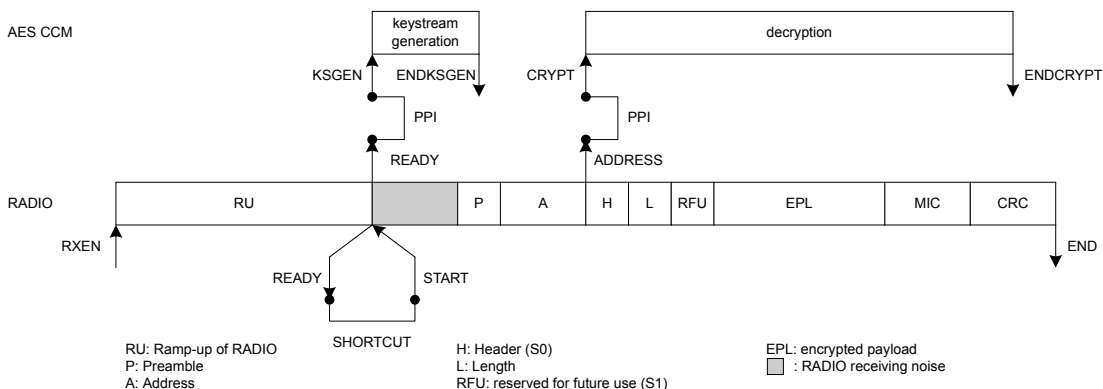 AES CCM
keystream
generation
decryption
KSGEN
ENDKSGEN
CRYPT
ENDCRYPT
PPI
PPI
READY
ADDRESS
RADIO
RU
P
A
H
L
RFU
EPL
MIC
CRC
RXEN
END
READY
START
SHORTCUT
RU: Ramp-up of RADIO
P: Preamble
A: Address
H: Header (S0)
L: Length
RFU: reserved for future use (S1)
EPL: encrypted payload
: RADIO receiving noise